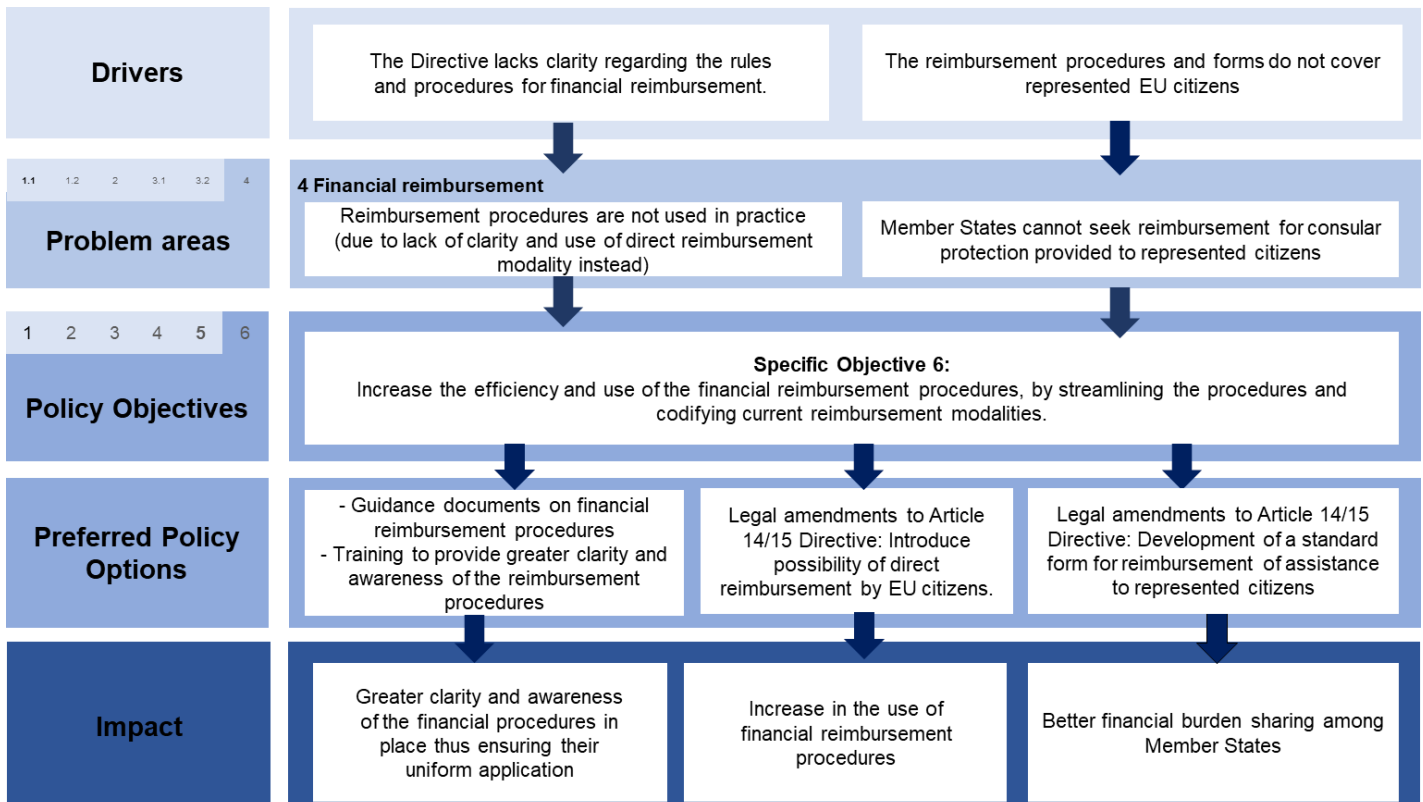 Drivers
The Directive lacks clarity regarding the rules
and procedures for financial reimbursement.
The reimbursement procedures and forms do not cover
represented EU citizens
1.1 1.2 2 3.1 3.2 4
Problem areas
4 Financial reimbursement
Reimbursement procedures are not used in practice
(due to lack of clarity and use of direct reimbursement
modality instead)
Member States cannot seek reimbursement for consular
protection provided to represented citizens
1 2 3 4 5 6
Policy Objectives
Specific Objective 6:
Increase the efficiency and use of the financial reimbursement procedures, by streamlining the procedures and
codifying current reimbursement modalities.
Preferred Policy
Options
- Guidance documents on financial
reimbursement procedures
- Training to provide greater clarity and
awareness of the reimbursement
procedures
Legal amendments to Article
14/15 Directive: Introduce
possibility of direct
reimbursement by EU citizens.
Legal amendments to Article 14/15
Directive: Development of a standard
form for reimbursement of assistance
to represented citizens
Impact
Greater clarity and awareness
of the financial procedures in
place thus ensuring their
uniform application
Increase in the use of
financial reimbursement
procedures
Better financial burden sharing among
Member States